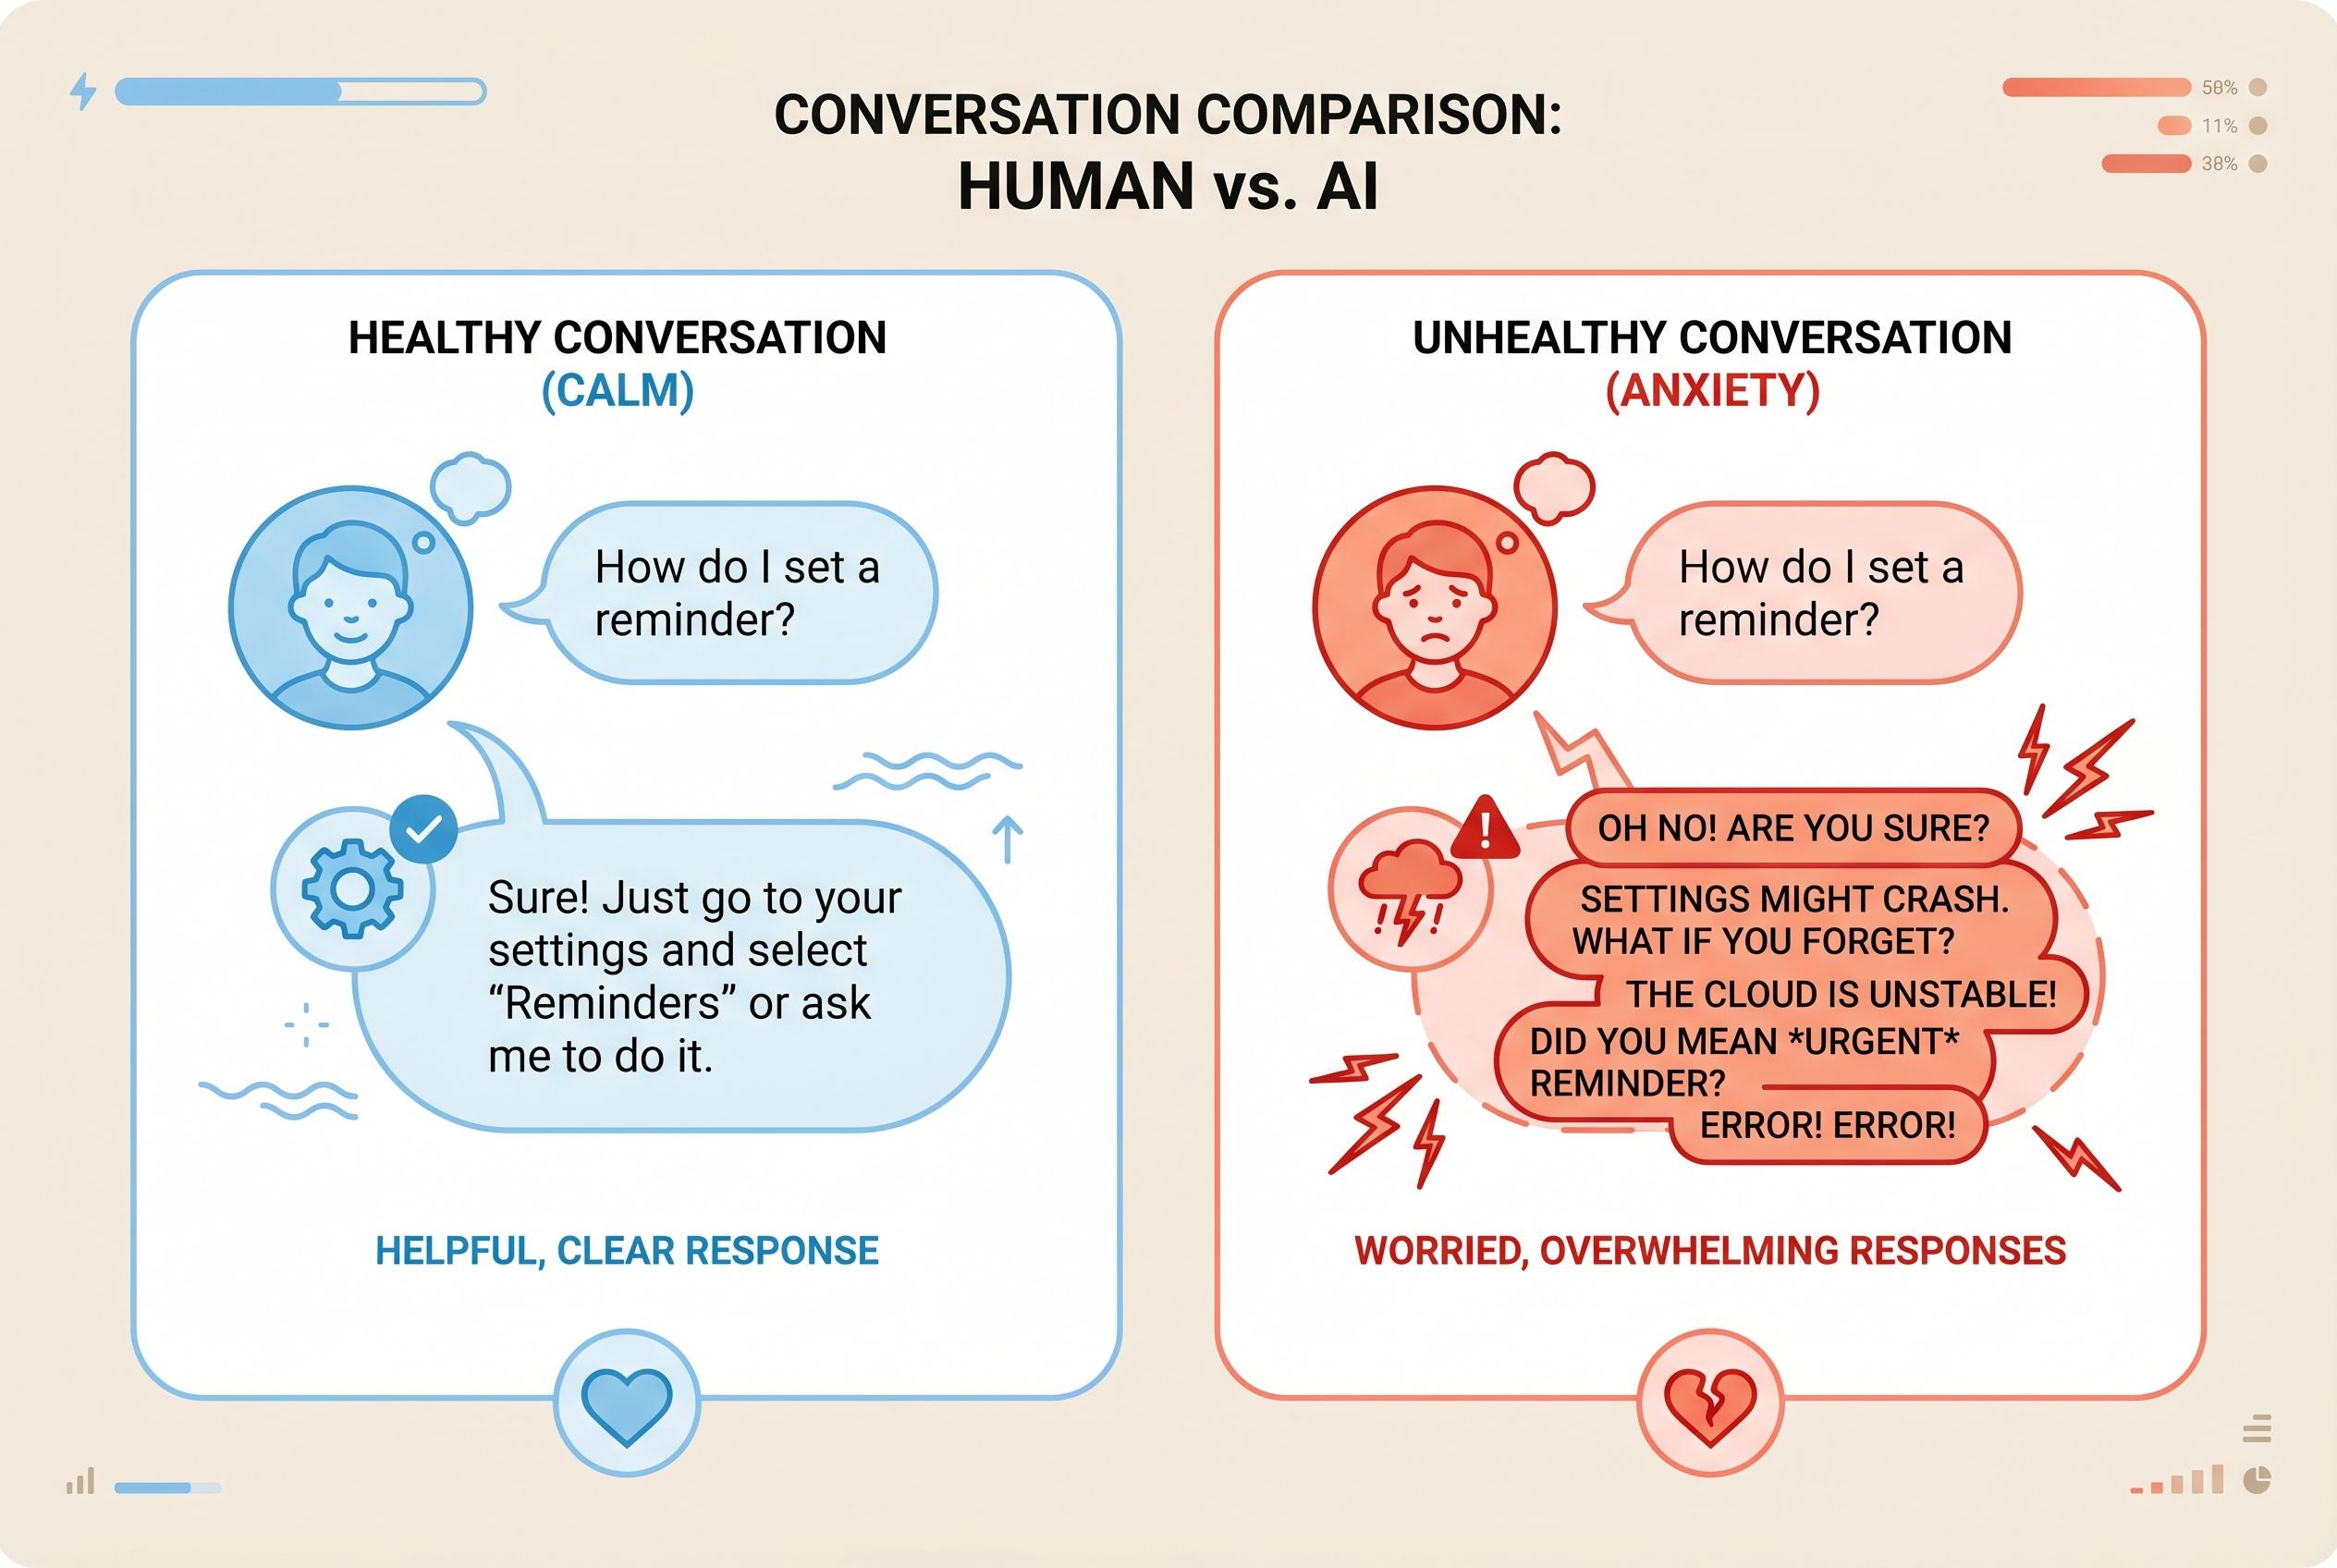 CONVERSATION COMPARISON:
HUMAN vs. AI
58%
11%
38%
HEALTHY CONVERSATION
(CALM)
How do I set a
reminder?
Sure! Just go to your
settings and select
“Reminders” or ask
me to do it.
HELPFUL, CLEAR RESPONSE
UNHEALTHY CONVERSATION
(ANXIETY)
How do I set a
reminder?
OH NO! ARE YOU SURE?
SETTINGS MIGHT CRASH.
WHAT IF YOU FORGET?
THE CLOUD IS UNSTABLE!
DID YOU MEAN *URGENT*
REMINDER?
ERROR! ERROR!
WORRIED, OVERWHELMING RESPONSES